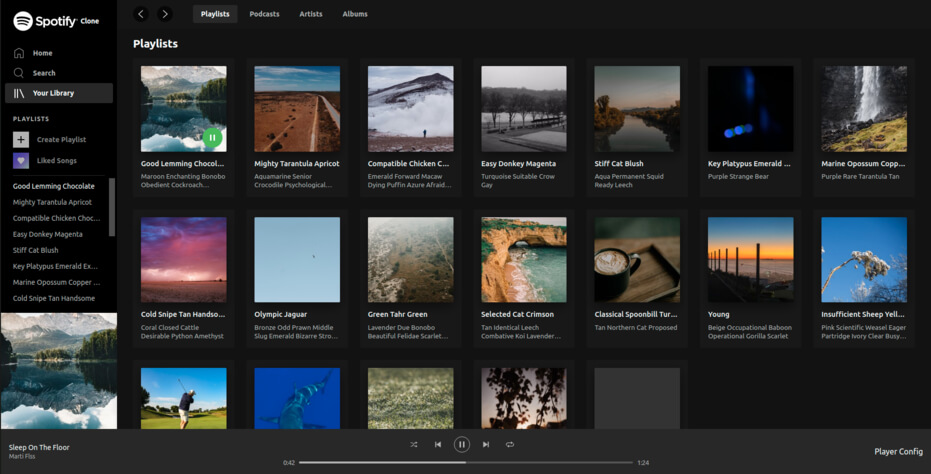 Spotify Clone
Home
Search
Your Library
PLAYLISTS
Create Playlist
Liked Songs
Good Lemming Chocolate
Mighty Tarantula Apricot
Compatible Chicken Choc...
Easy Donkey Magenta
Stiff Cat Blush
Key Platypus Emerald Ex...
Marine Opossum Copper ...
Cold Snipe Tan Handsome
Playlists Podcasts Artists Albums
Playlists
Good Lemming Chocol...
Maroon Enchanting Bonobo
Obedient Cockroach...
Mighty Tarantula Apricot
Aquamarine Senior
Crocodile Psychological...
Compatible Chicken C...
Emerald Forward Macaw
Dying Puffin Azure Afraid...
Easy Donkey Magenta
Turquoise Suitable Crow
Gay
Stiff Cat Blush
Aqua Permanent Squid
Ready Leech
Key Platypus Emerald ...
Purple Strange Bear
Marine Opossum Copp...
Purple Rare Tarantula Tan
Cold Snipe Tan Handso...
Coral Closed Cattle
Desirable Python Amethyst
Olympic Jaguar
Bronze Odd Prawn Middle
Slug Emerald Bizarre Stro...
Green Tahr Green
Lavender Due Bonobo
Beautiful Felidae Scarlet...
Selected Cat Crimson
Tan Identical Leech
Combative Koi Lavender...
Classical Spoonbill Tur...
Tan Northern Cat Proposed
Young
Beige Occupational Baboon
Operational Gorilla Scarlet
Insufficient Sheep Yell...
Pink Scientific Weasel Eager
Partridge Ivory Clear Busy...
Sleep On The Floor
Marti Fiss
0:42
1:24
Player Config